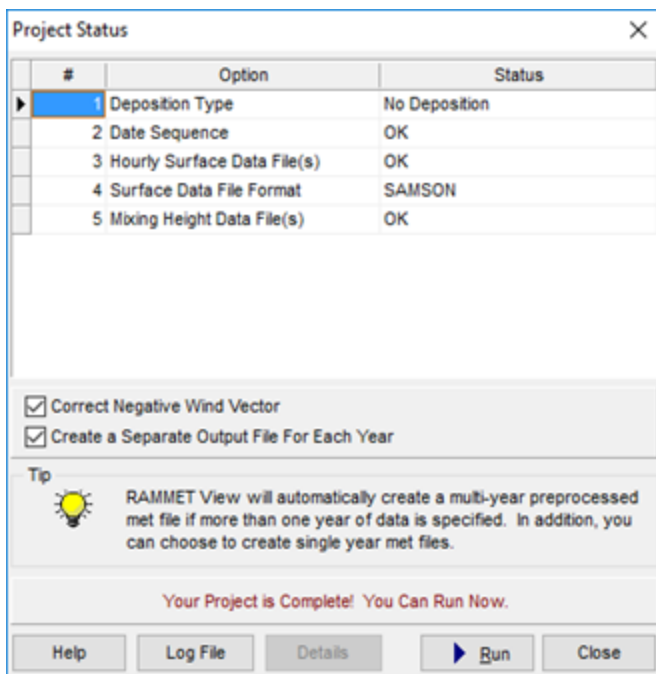 Project Status
# Option Status
1 Deposition Type No Deposition
2 Date Sequence OK
3 Hourly Surface Data File(s) OK
4 Surface Data File Format SAMSON
5 Mixing Height Data File(s) OK
Correct Negative Wind Vector
Create a Separate Output File For Each Year
Tip
RAMMET View will automatically create a multi-year preprocessed
met file if more than one year of data is specified. In addition, you
can choose to create single year met files.
Your Project is Complete! You Can Run Now.
Help Log File Details Run Close